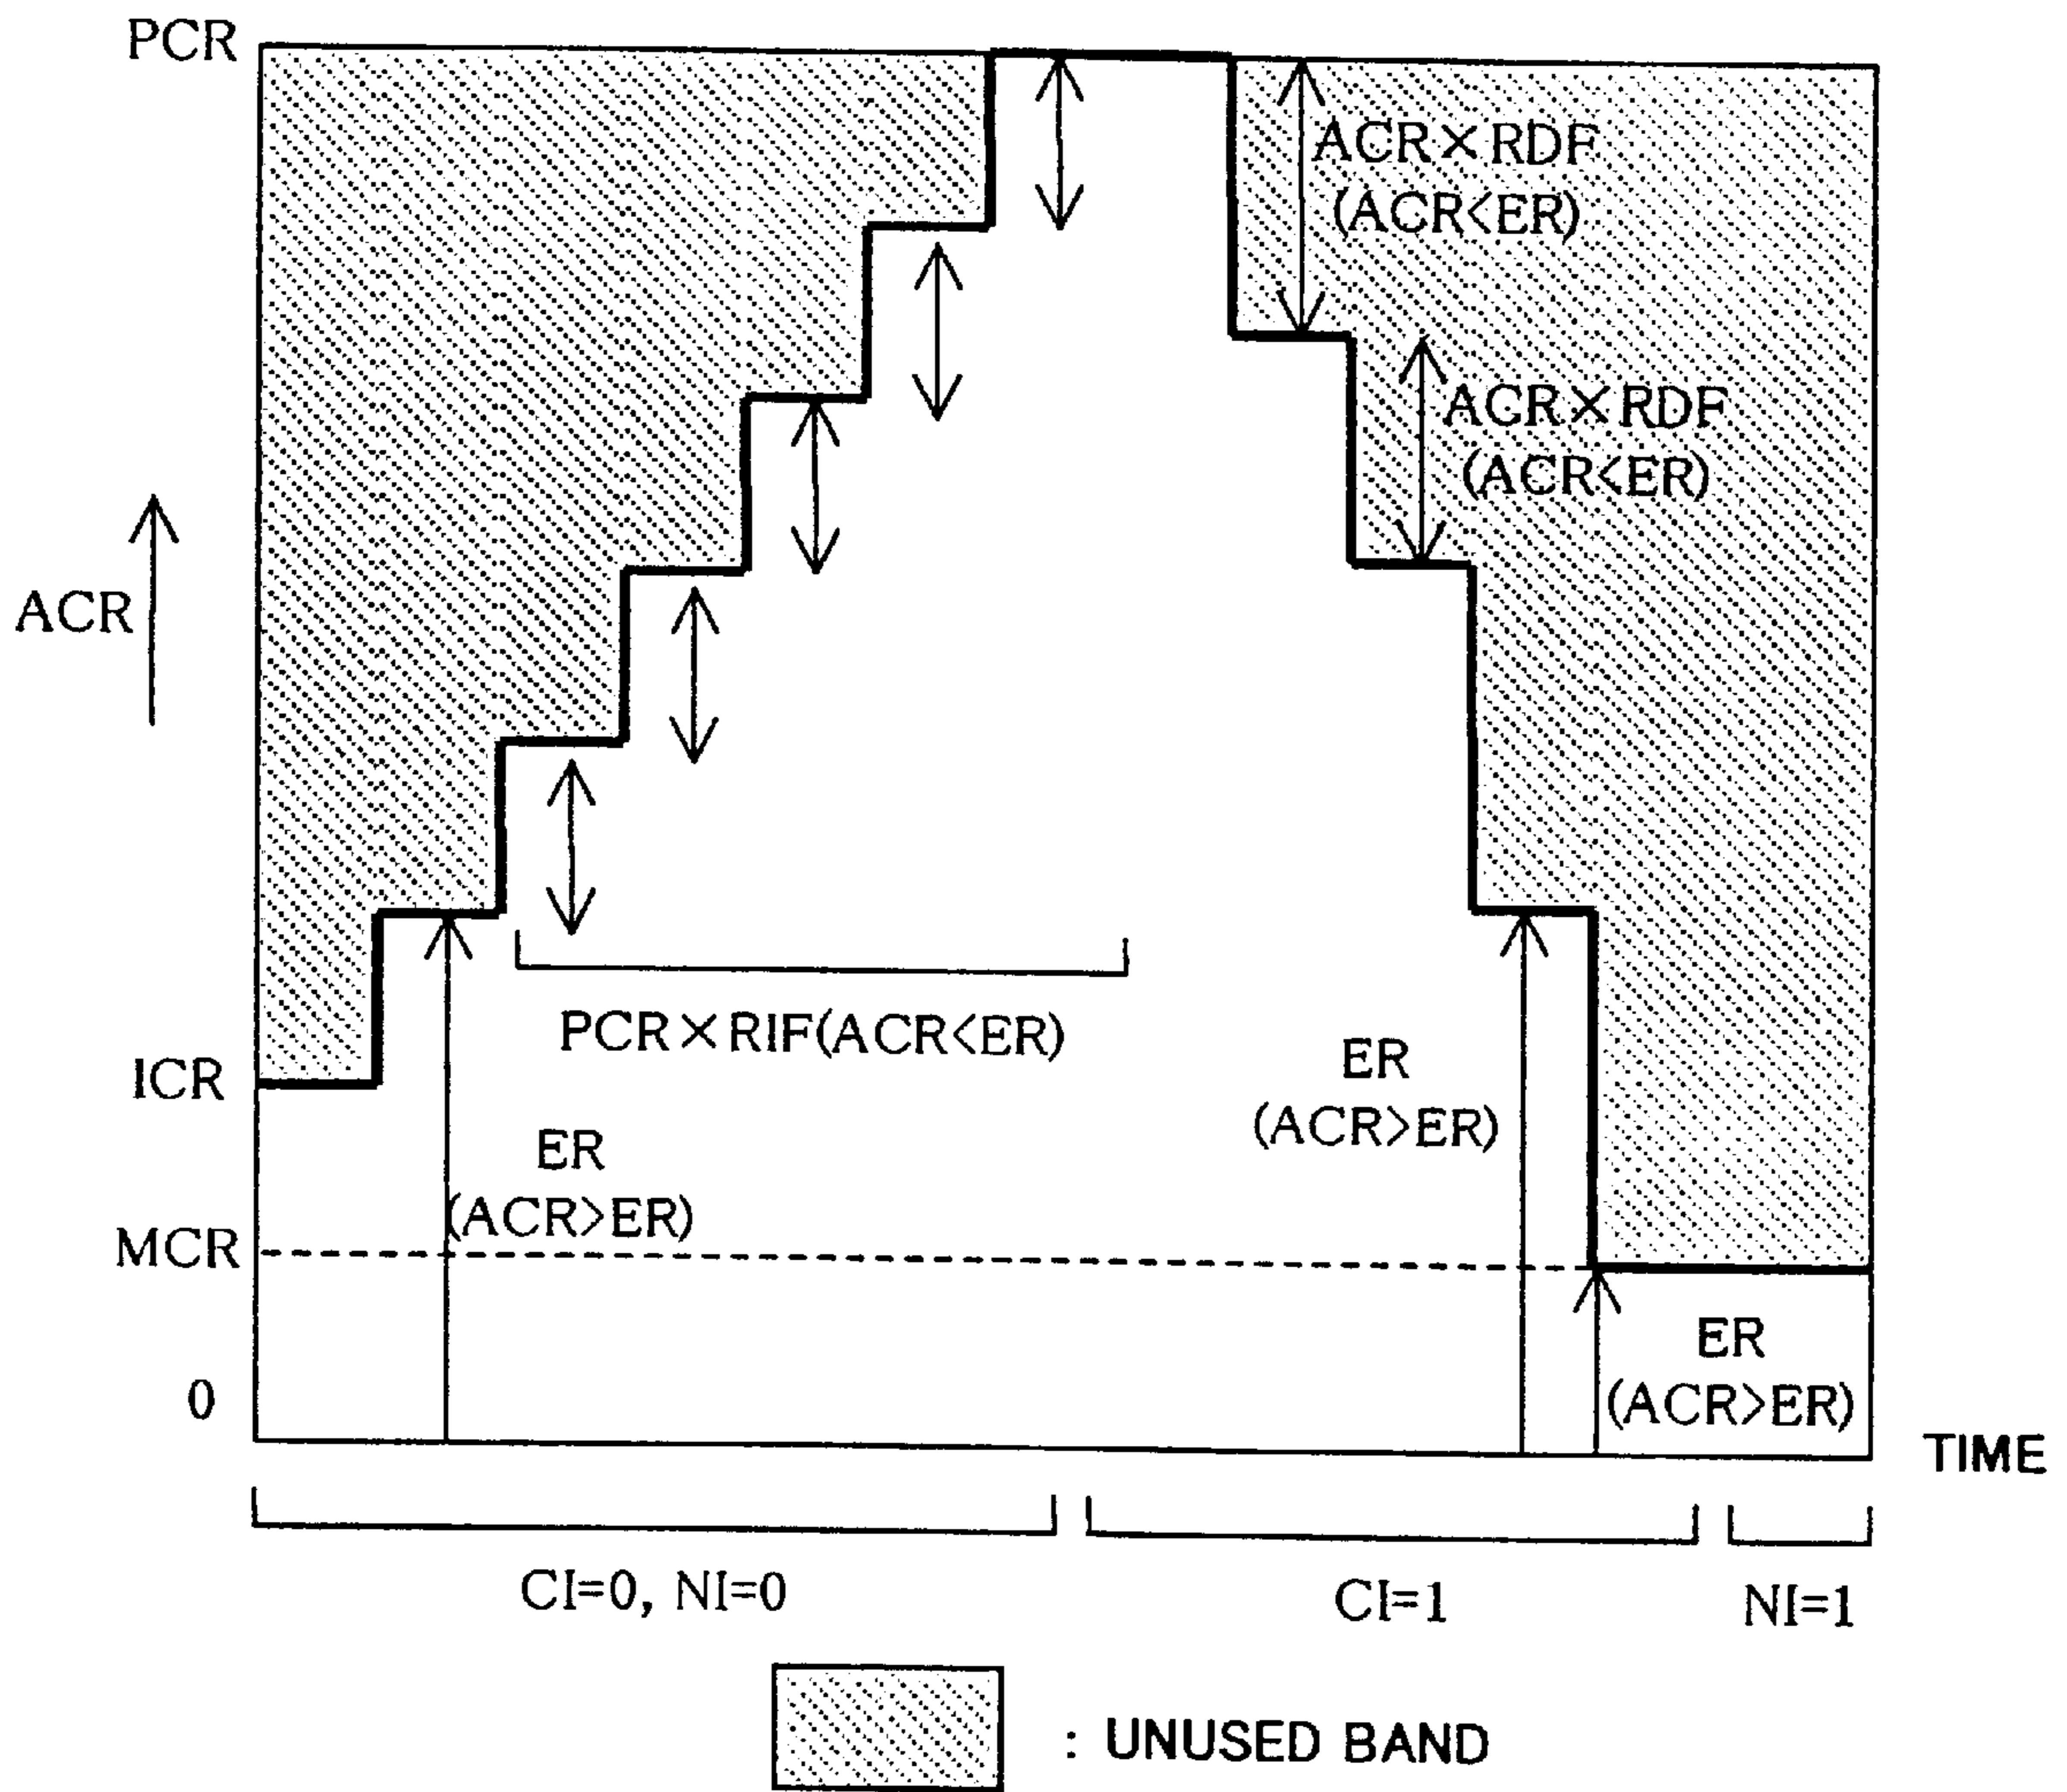 PCR
ACR×RDF
(ACR<ER)
ACR×RDF
(ACR<ER)
ACR
PCR×RIF(ACR<ER)
ICR
ER
(ACR>ER)
ER
(ACR>ER)
MCR
ER
(ACR>ER)
0
TIME
CI=0, NI=0
CI=1
NI=1
: UNUSED BAND